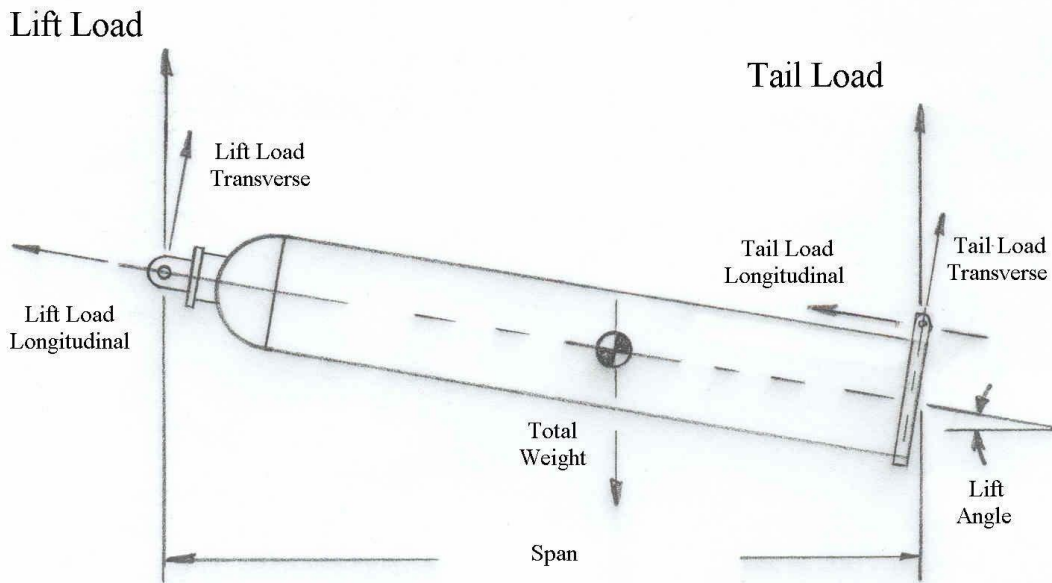 Lift Load
Tail Load
Lift Load
Transverse
Tail Load
Longitudinal
Tail Load
Transverse
Lift Load
Longitudinal
Total
Weight
Lift
Angle
Span